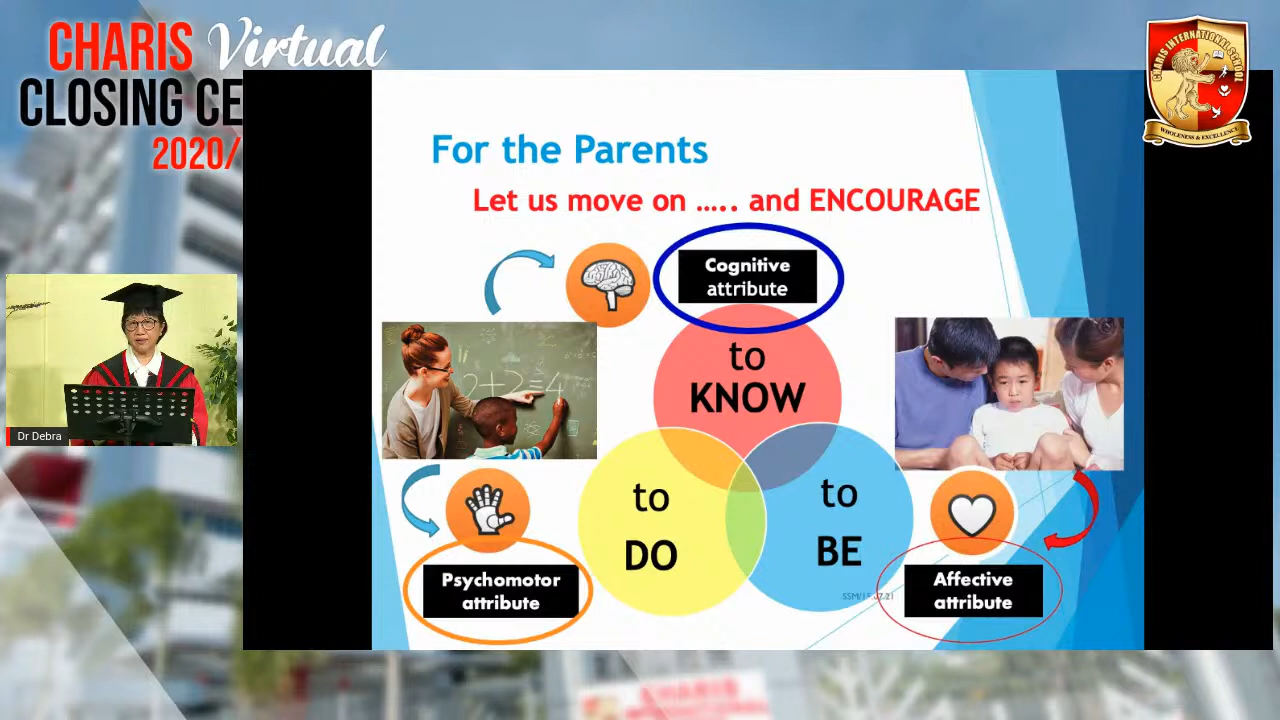 CHARIS Virtual
CLOSING CE
2020/
CHARIS INTERNATIONAL SCHOOL
WHOLENESS & EXCELLENCE
For the Parents
Let us move on ….. and ENCOURAGE
Cognitive
attribute
to
KNOW
2+2=4
Dr Debra
to
DO
to
BE
Psychomotor
attribute
Affective
attribute
CHARIS